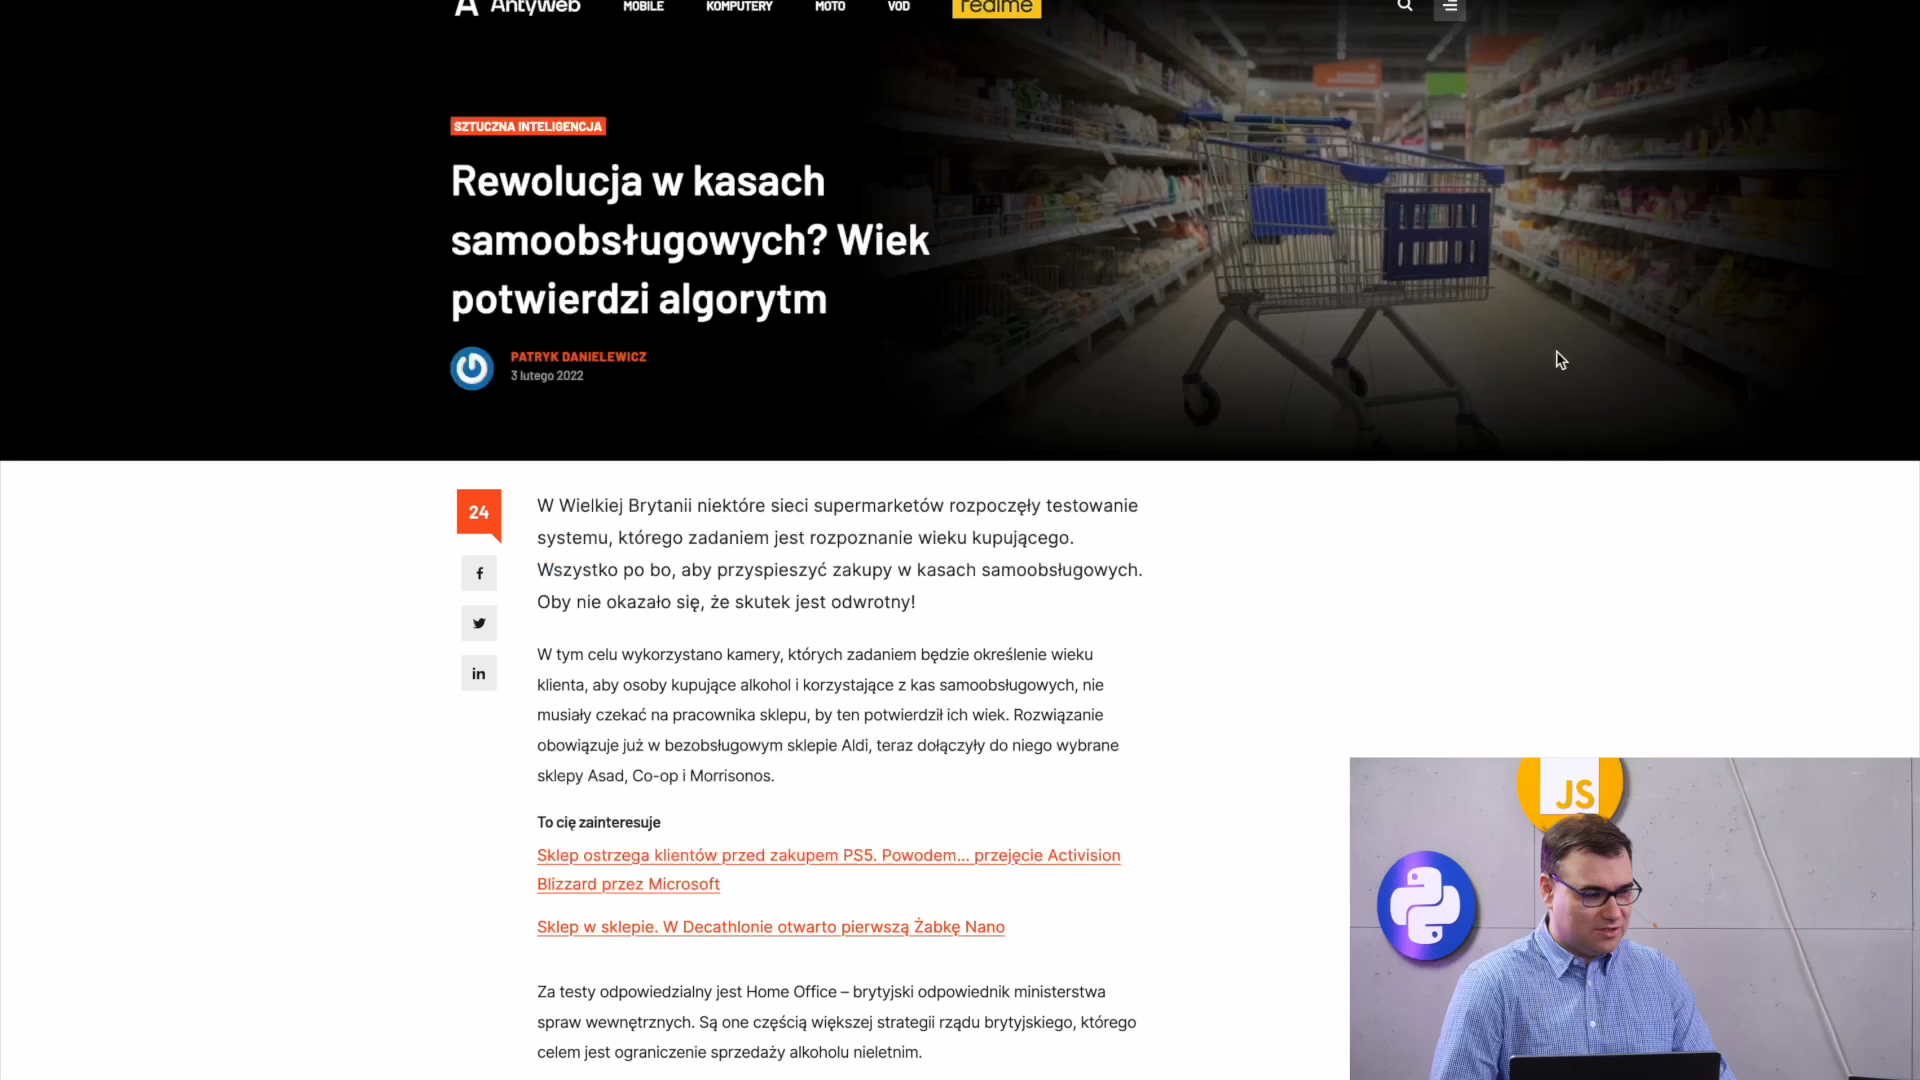 AntyWeb
MOBILE
KOMPUTERY
MOTO
VOD
realme
SZTUCZNA INTELIGENCJA
Rewolucja w kasach
samoobsługowych? Wiek
potwierdzi algorytm
PATRYK DANIELEWICZ
3 lutego 2022
24
W Wielkiej Brytanii niektóre sieci supermarketów rozpoczęły testowanie
systemu, którego zadaniem jest rozpoznanie wieku kupującego.
Wszystko po bo, aby przyspieszyć zakupy w kasach samoobsługowych.
Oby nie okazało się, że skutek jest odwrotny!
W tym celu wykorzystano kamery, których zadaniem będzie określenie wieku
klienta, aby osoby kupujące alkohol i korzystające z kas samoobsługowych, nie
musiały czekać na pracownika sklepu, by ten potwierdził ich wiek. Rozwiązanie
obowiązuje już w bezobsługowym sklepie Aldi, teraz dołączyły do niego wybrane
sklepy Asad, Co-op i Morrisonos.
To cię zainteresuje
Sklep ostrzega klientów przed zakupem PS5. Powodem... przejęcie Activision
Blizzard przez Microsoft
Sklep w sklepie. W Decathlonie otwarto pierwszą Żabkę Nano
Za testy odpowiedzialny jest Home Office – brytyjski odpowiednik ministerstwa
spraw wewnętrznych. Są one częścią większej strategii rządu brytyjskiego, którego
celem jest ograniczenie sprzedaży alkoholu nieletnim.
JS